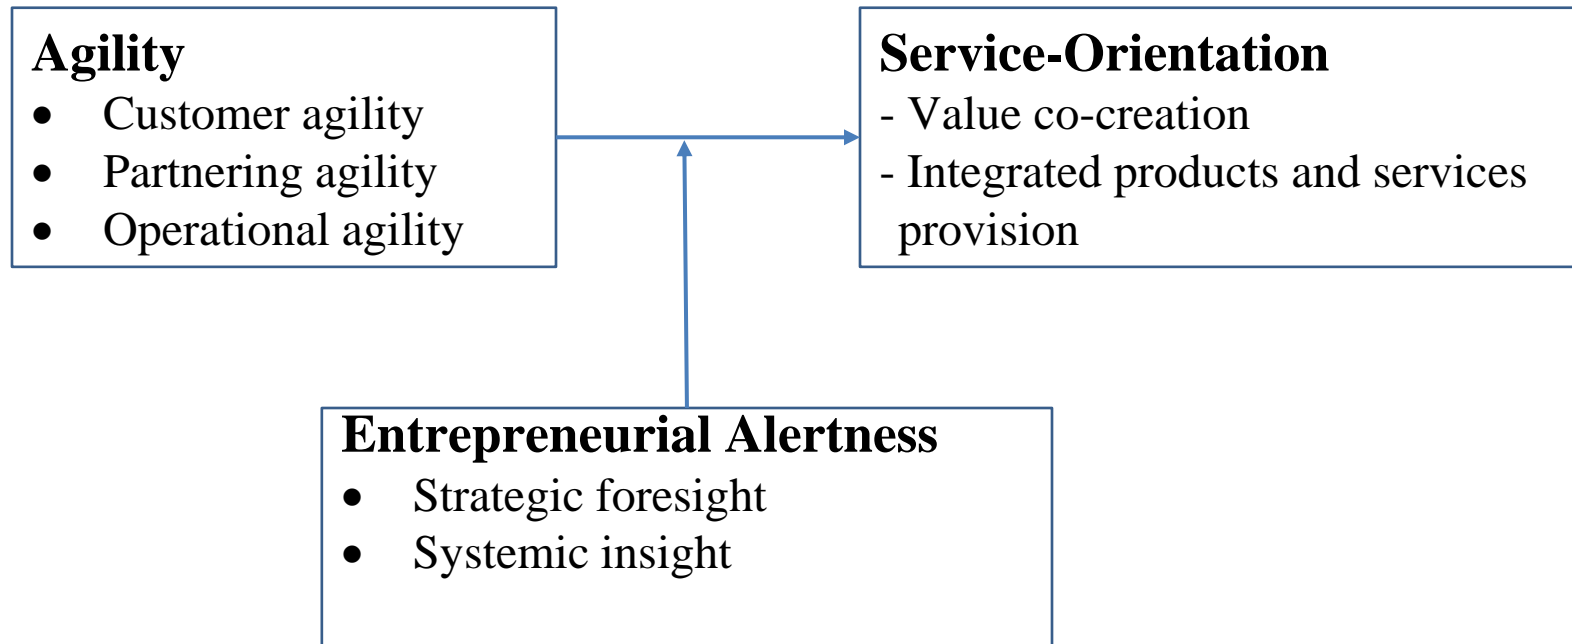 Agility
• Customer agility
• Partnering agility
• Operational agility
Service-Orientation
- Value co-creation
- Integrated products and services
provision
Entrepreneurial Alertness
• Strategic foresight
• Systemic insight